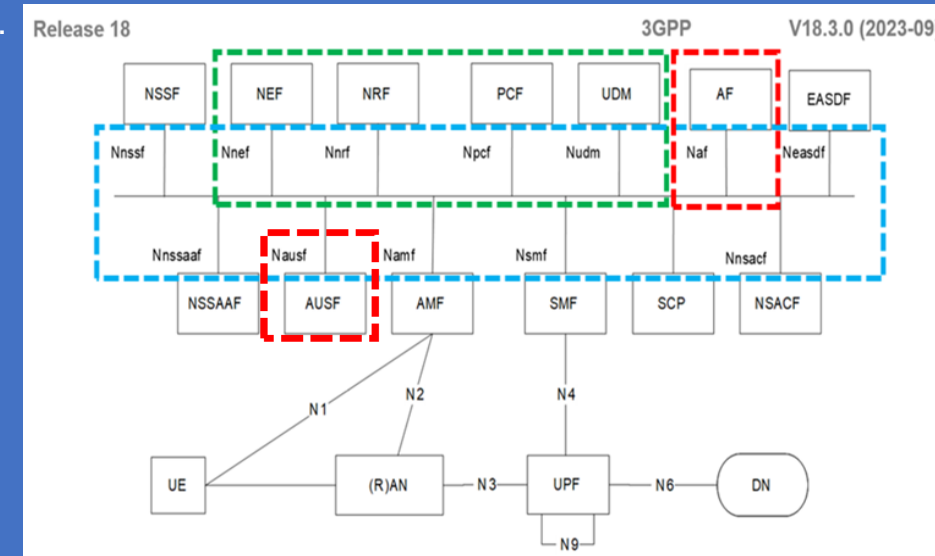 Release 18 3GPP V18.3.0 (2023-09
NSSF NEF NRF PCF UDM AF EASDF
Nnssf Nnef Nnrf Npcf Nudm Naf Neasdf
Nnssaaf Nausf Namf Nsmf Nnsacf
NSSAAF AUSF AMF SMF SCP NSACF
N1 N2 N4
UE (R)AN N3 UPF N6 DN
N9